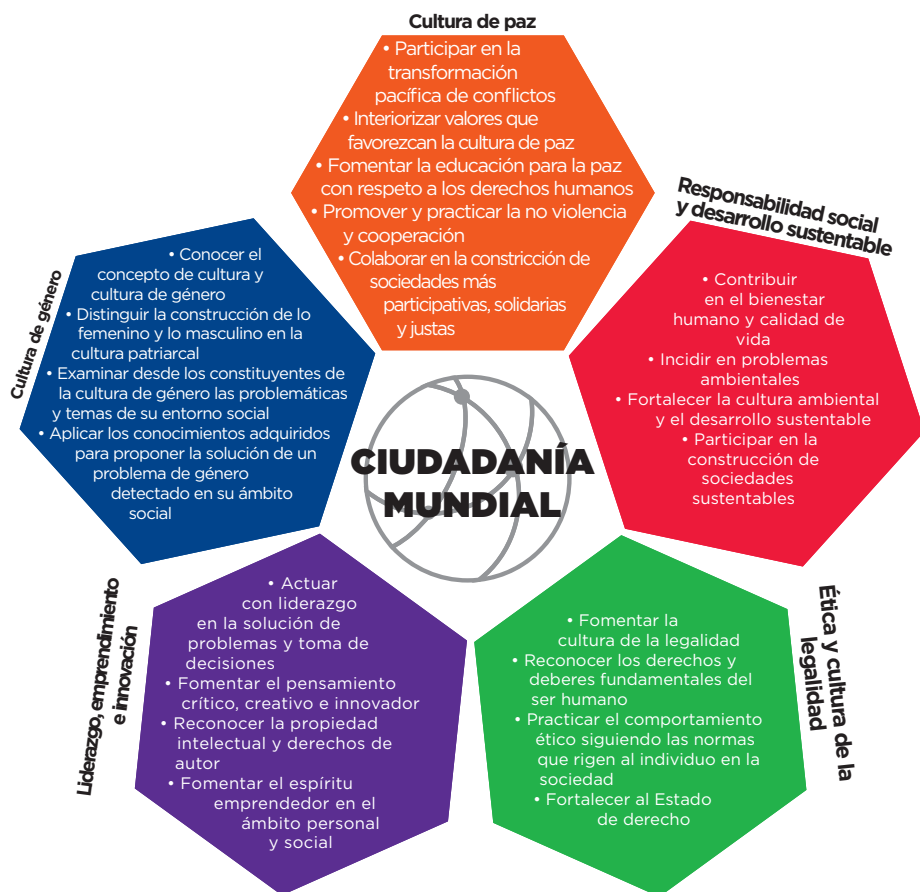 Cultura de paz
• Participar en la
transformación
pacífica de conflictos
• Interiorizar valores que
favorezcan la cultura de paz
• Fomentar la educación para la paz
con respeto a los derechos humanos
• Promover y practicar la no violencia
y cooperación
• Colaborar en la constricción de
sociedades más
participativas, solidarias
y justas
Responsabilidad social
y desarrollo sustentable
• Contribuir
en el bienestar
humano y calidad de
vida
• Incidir en problemas
ambientales
• Fortalecer la cultura ambiental
y el desarrollo sustentable
• Participar en la
construcción de
sociedades
sustentables
Cultura de género
• Conocer el
concepto de cultura y
cultura de género
• Distinguir la construcción de lo
femenino y lo masculino en la
cultura patriarcal
• Examinar desde los constituyentes de
la cultura de género las problemáticas
y temas de su entorno social
• Aplicar los conocimientos adquiridos
para proponer la solución de un
problema de género
detectado en su ámbito
social
CIUDADANÍA
MUNDIAL
Liderazgo, emprendimiento
e innovación
• Actuar
con liderazgo
en la solución de
problemas y toma de
decisiones
• Fomentar el pensamiento
crítico, creativo e innovador
• Reconocer la propiedad
intelectual y derechos de
autor
• Fomentar el espíritu
emprendedor en el
ámbito personal
y social
Ética y cultura de la
legalidad
• Fomentar la
cultura de la legalidad
• Reconocer los derechos y
deberes fundamentales del
ser humano
• Practicar el comportamiento
ético siguiendo las normas
que rigen al individuo en la
sociedad
• Fortalecer al Estado
de derecho